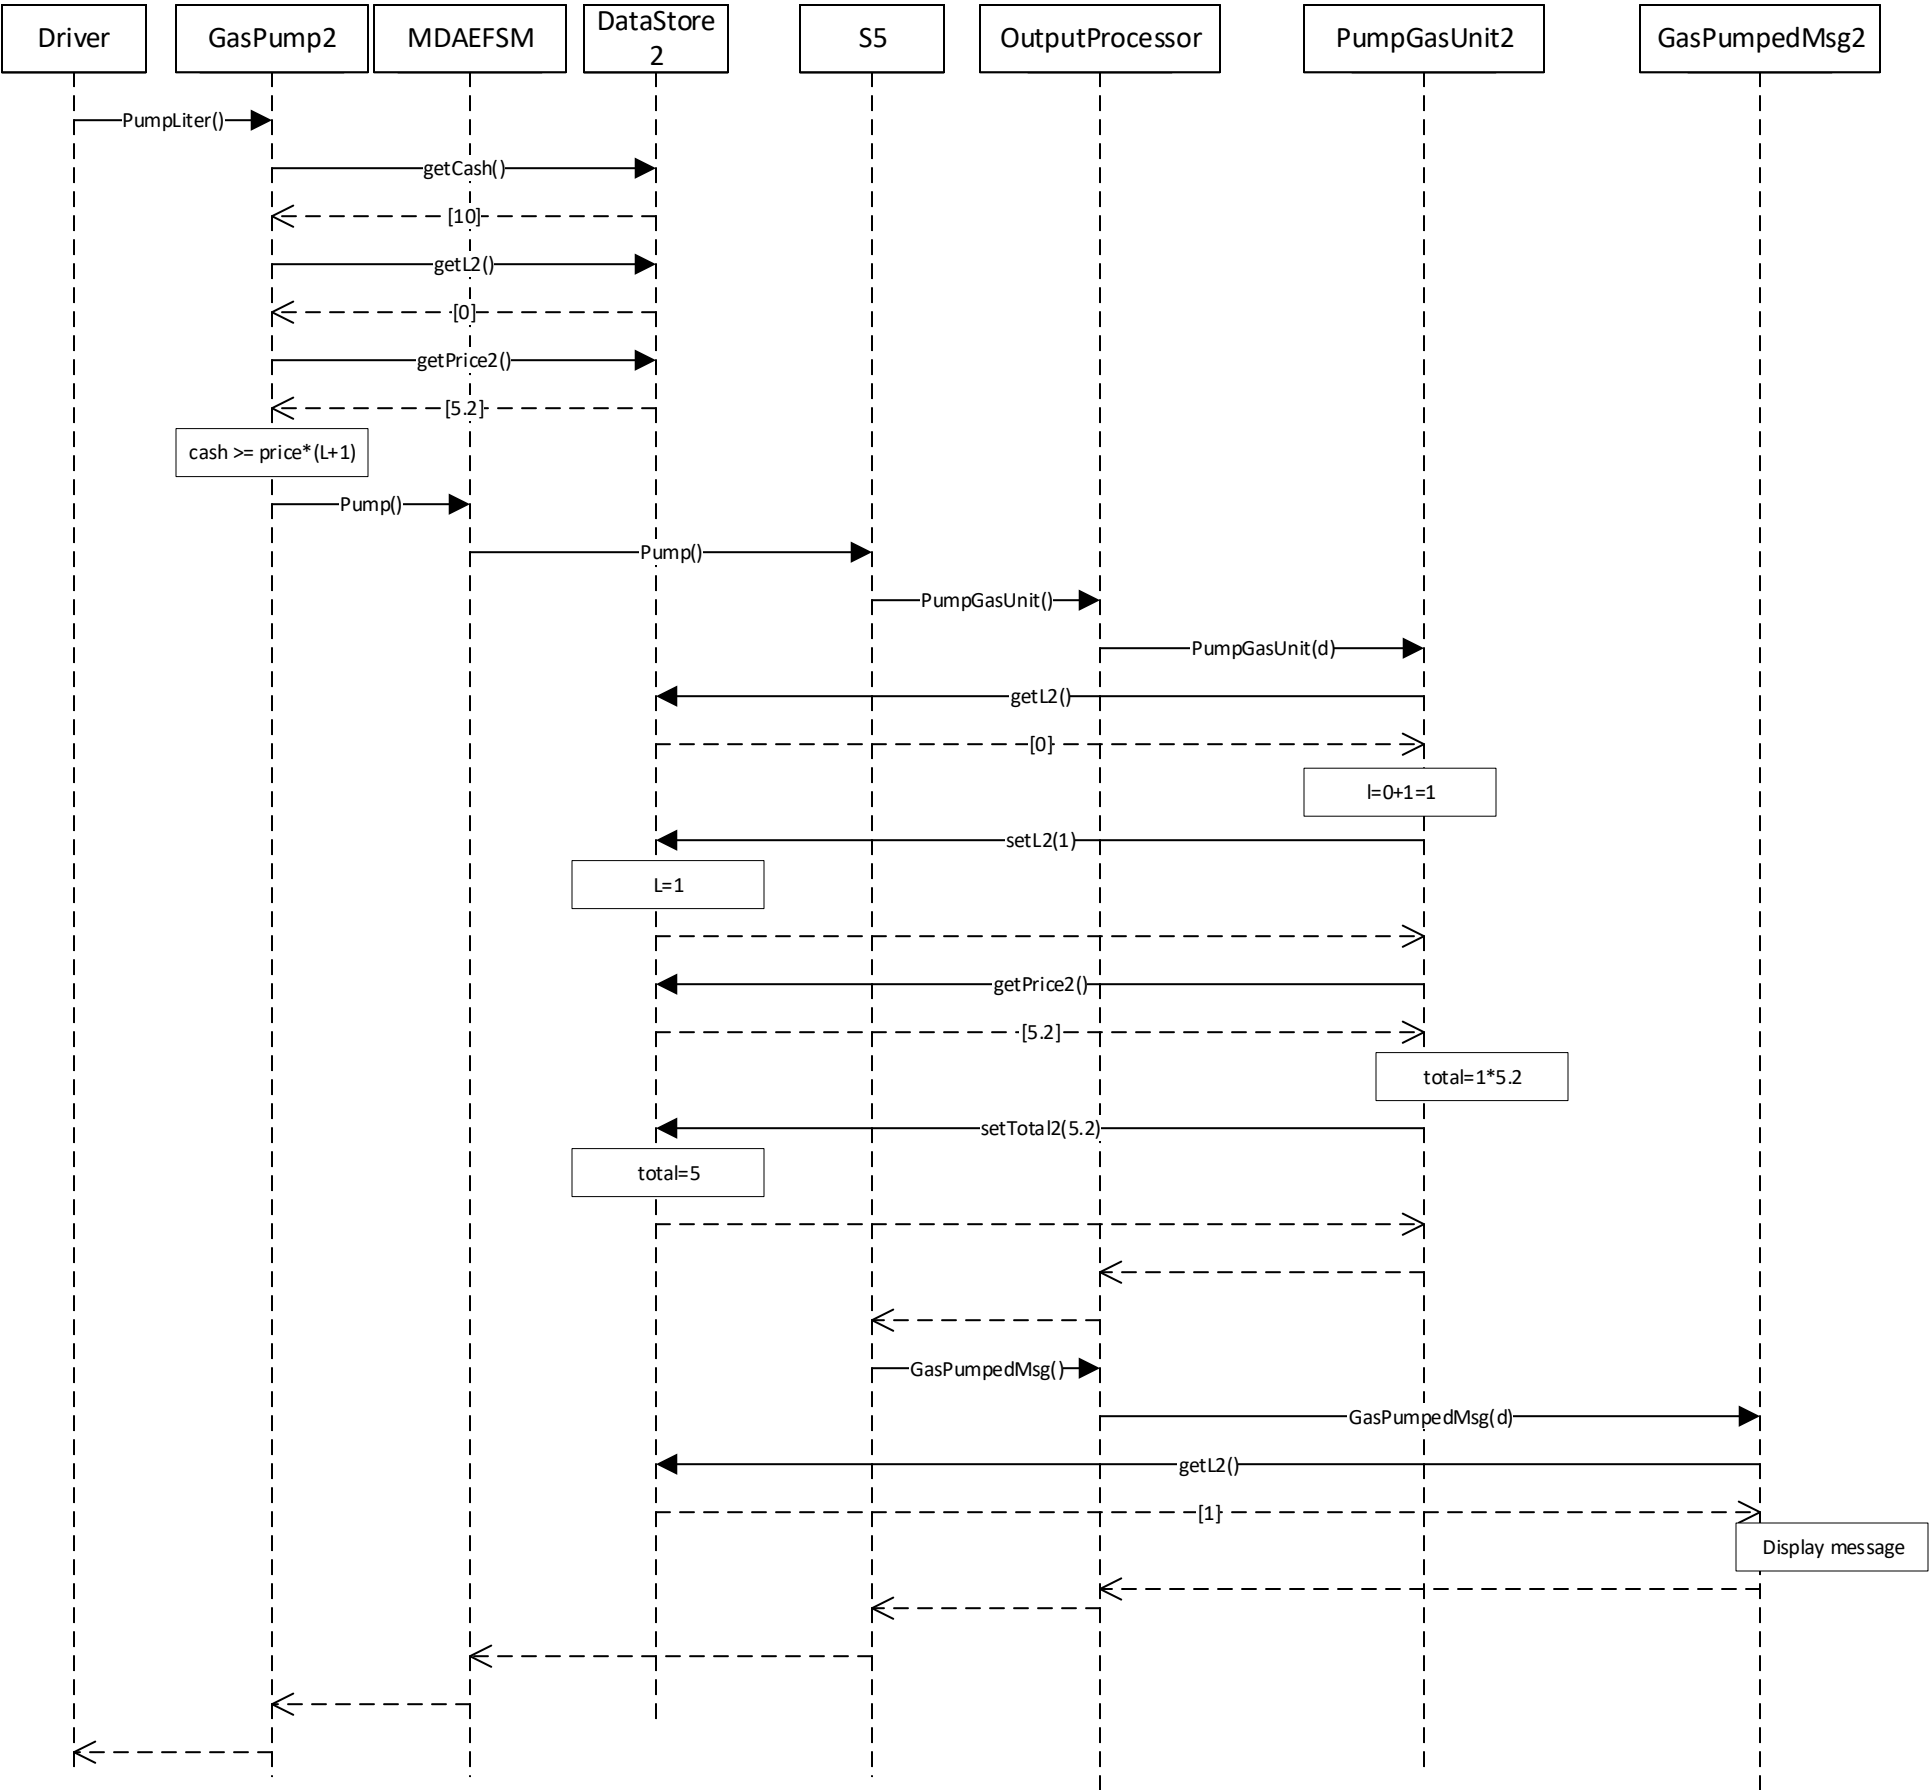 Driver
GasPump2
MDAEFSM
DataStore
2
S5
OutputProcessor
PumpGasUnit2
GasPumpedMsg2
PumpLiter()
getCash()
[10]
getL2()
[0]
getPrice2()
[5.2]
cash >= price*(L+1)
Pump()
Pump()
PumpGasUnit()
PumpGasUnit(d)
getL2()
[0]
l=0+1=1
setL2(1)
L=1
getPrice2()
[5.2]
total=1*5.2
setTotal2(5.2)
total=5
GasPumpedMsg()
GasPumpedMsg(d)
getL2()
[1]
Display message